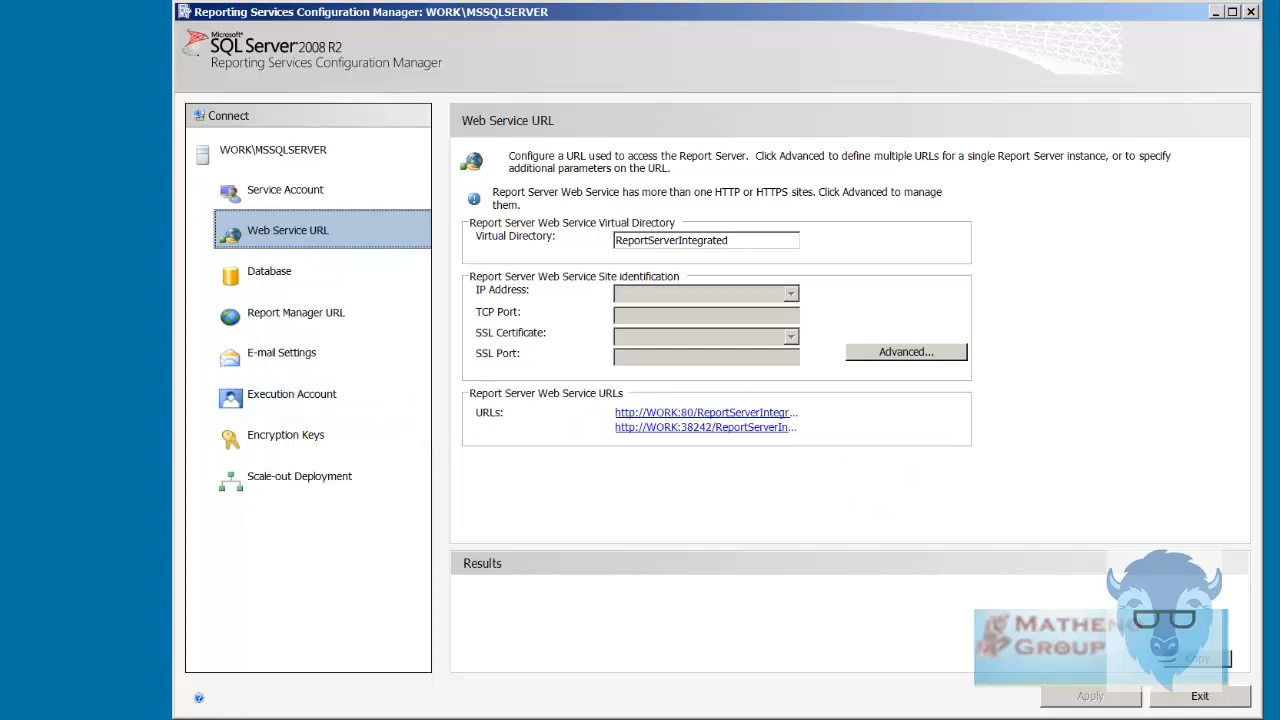 Reporting Services Configuration Manager: WORK\MSSQLSERVER
Microsoft®
SQL Server 2008 R2
Reporting Services Configuration Manager
Connect
WORK\MSSQLSERVER
Service Account
Web Service URL
Database
Report Manager URL
E-mail Settings
Execution Account
Encryption Keys
Scale-out Deployment
Web Service URL
Configure a URL used to access the Report Server. Click Advanced to define multiple URLs for a single Report Server instance, or to specify
additional parameters on the URL.
Report Server Web Service has more than one HTTP or HTTPS sites. Click Advanced to manage
them.
Report Server Web Service Virtual Directory
Virtual Directory: ReportServerIntegrated
Report Server Web Service Site identification
IP Address:
TCP Port:
SSL Certificate:
SSL Port:
Advanced...
Report Server Web Service URLs
URLs: http://WORK:80/ReportServerIntegr...
http://WORK:38242/ReportServerIn...
Results
Group
Copy
Apply
Exit